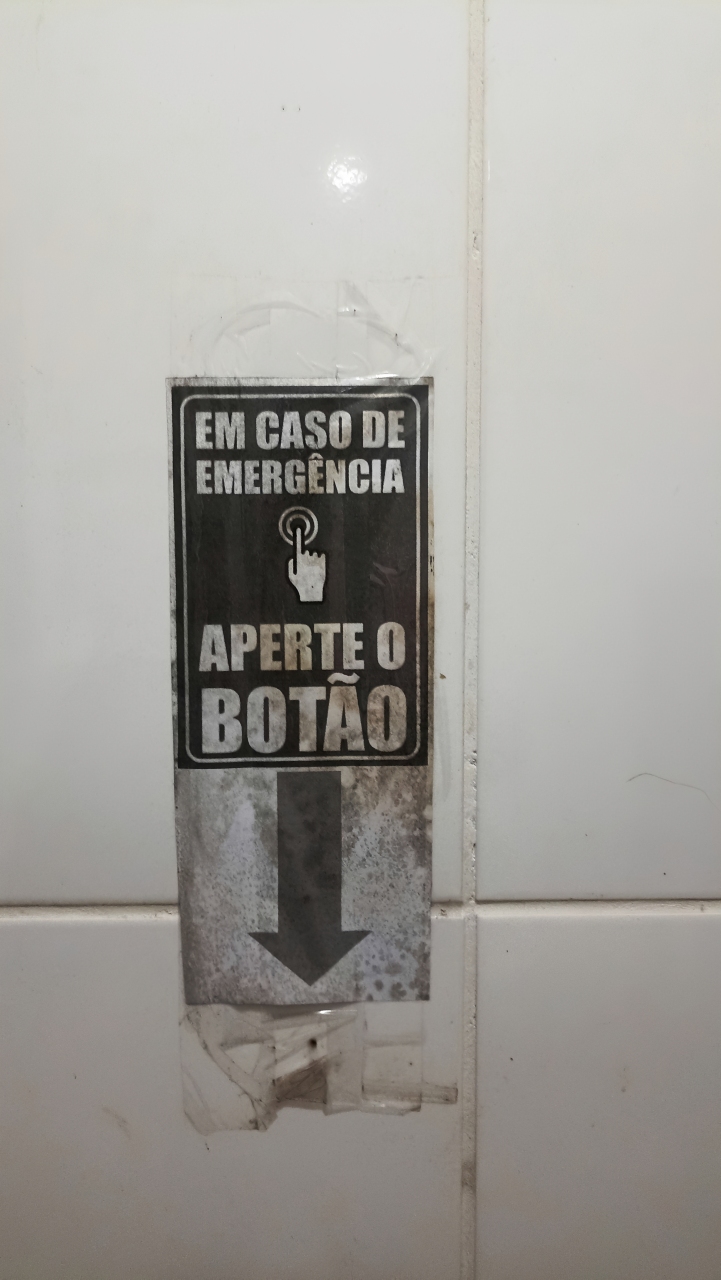 EM CASO DE
EMERGÊNCIA
APERTE O
BOTÃO